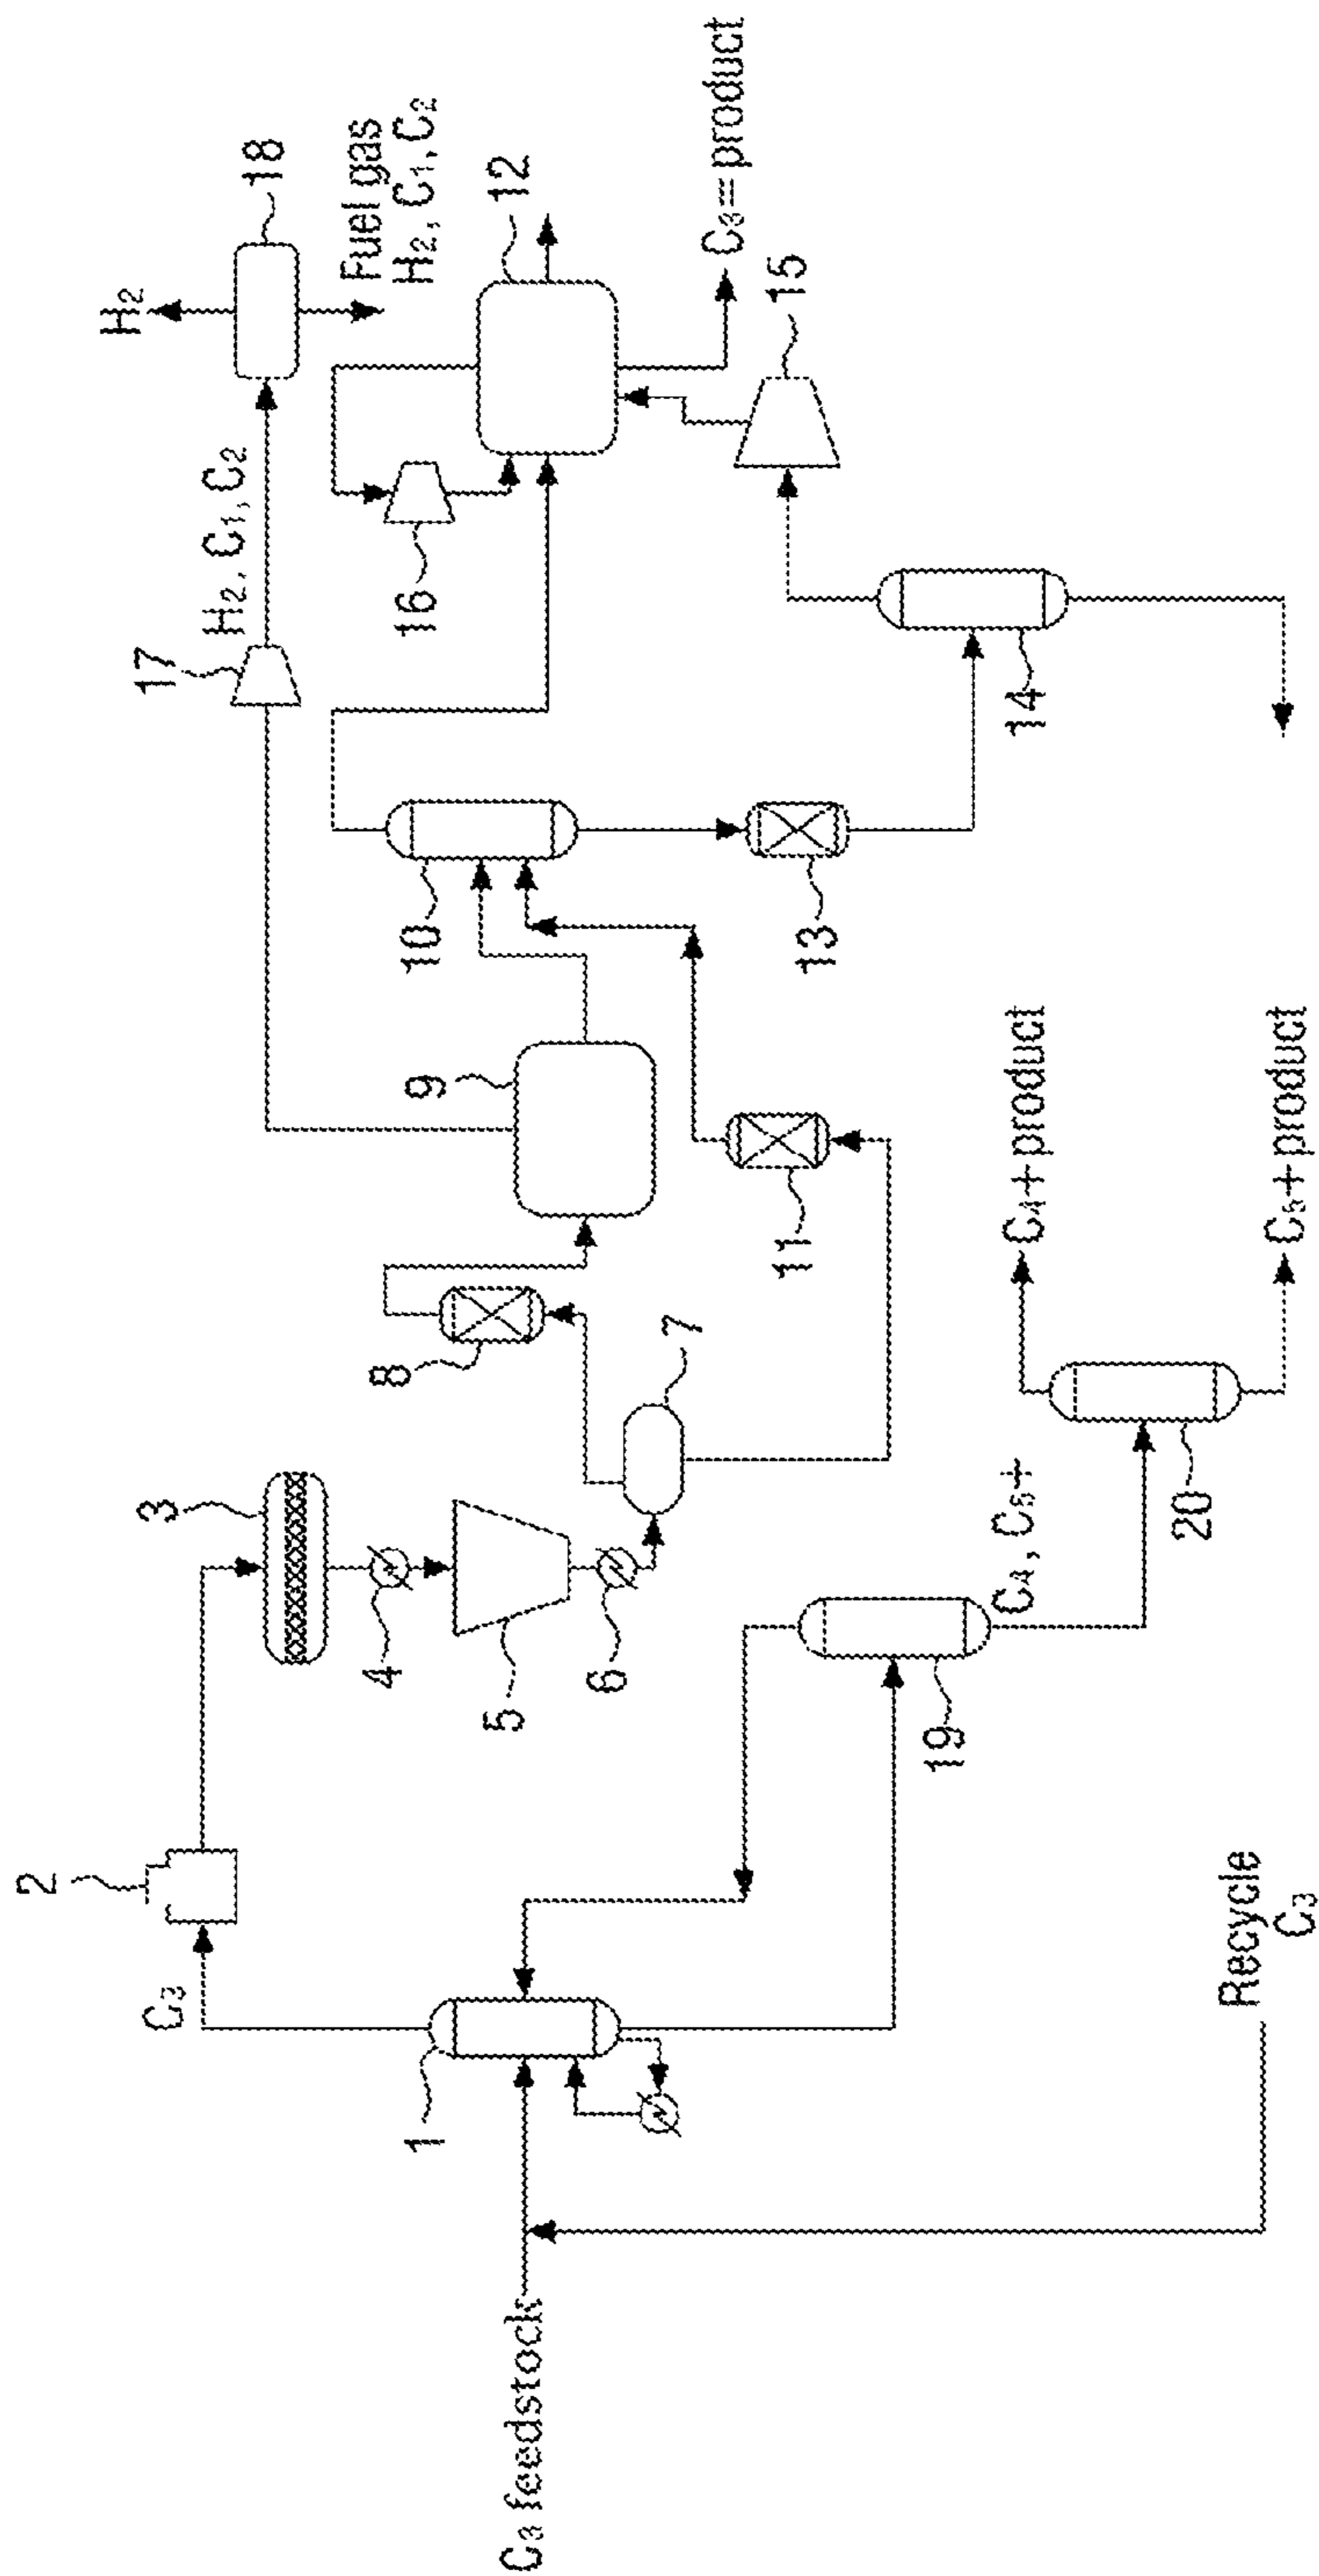 2
H₂
3
17
C₃
H₂, C₁, C₂
18
Fuel gas
H₂, C₁, C₂
4
8
16
1
9
10
5
12
C₃ feedstock
6
7
C₃=product
11
13
15
19
C₄, C₅+
C₄+product
14
20
Recycle
C₃
C₅+product